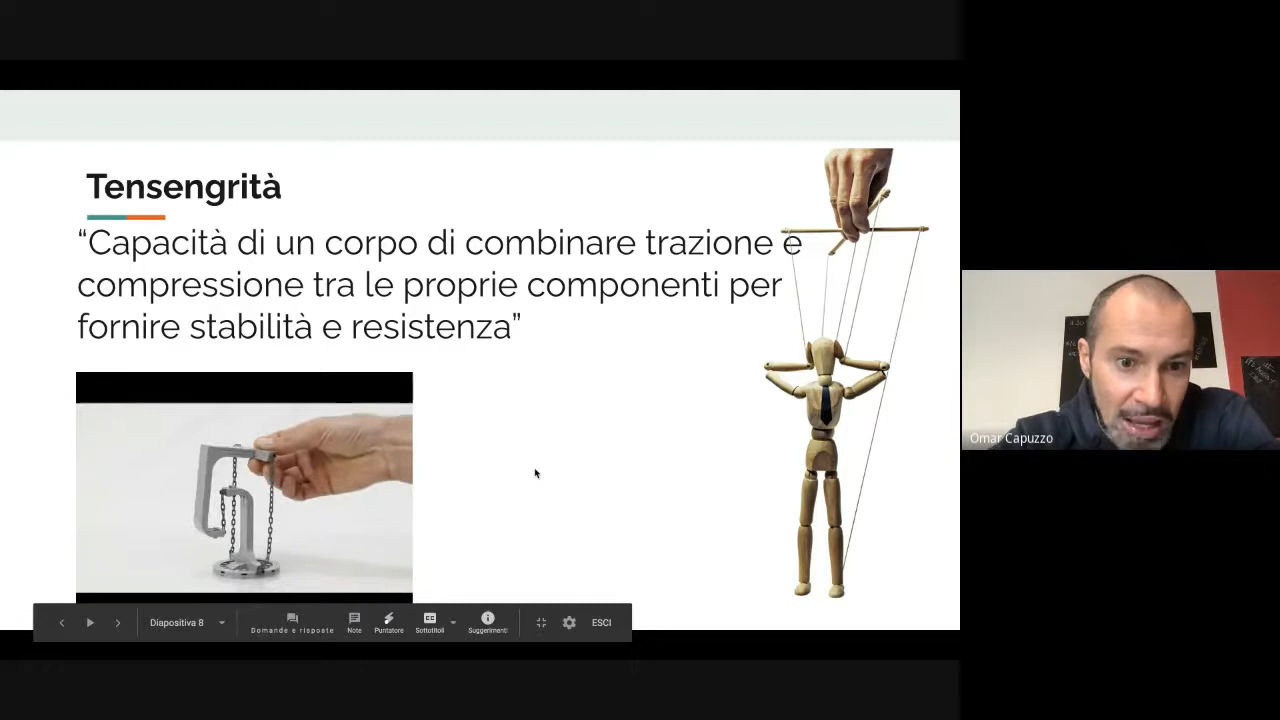 Tensengrità
“Capacità di un corpo di combinare trazione e
compressione tra le proprie componenti per
fornire stabilità e resistenza”
Omar Capuzzo
Diapositiva 8
Domande e risposte
Note
Puntatore
Sottotitoli
Suggerimenti
ESCI